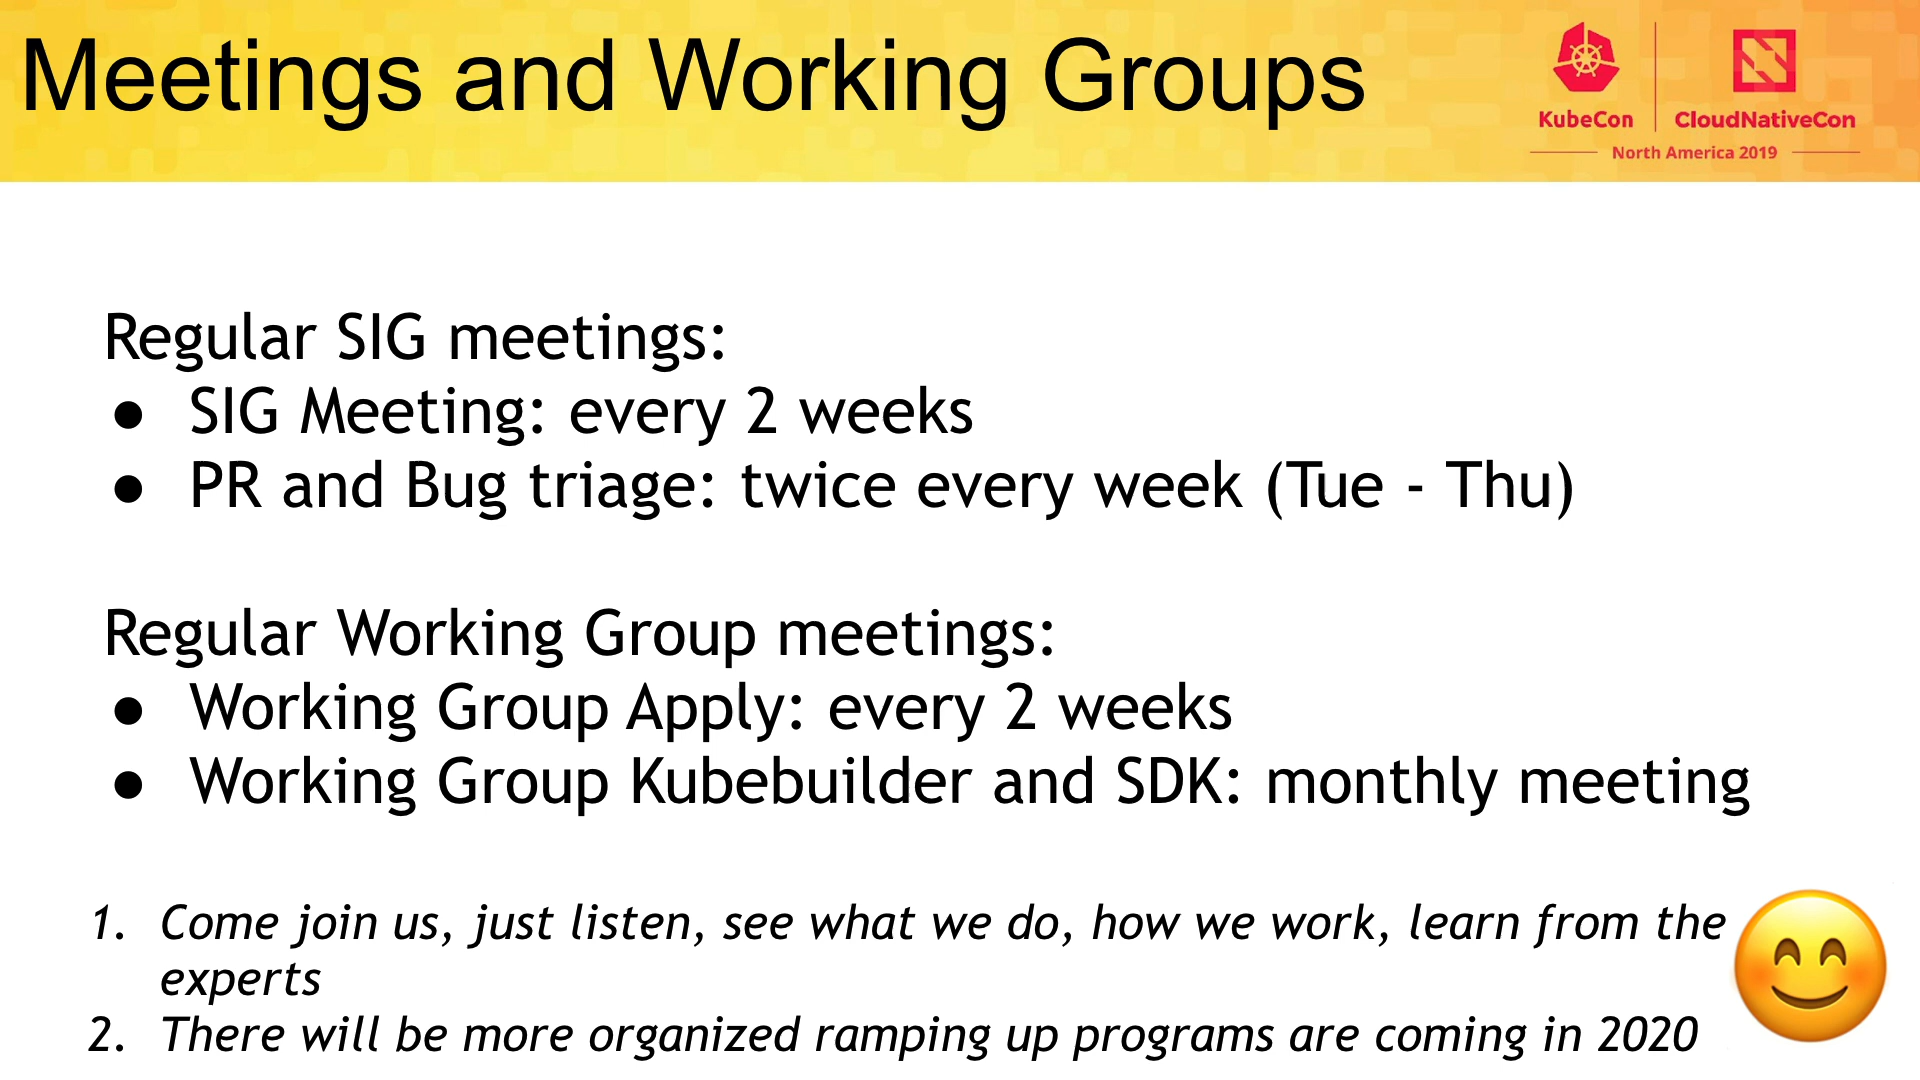 Meetings and Working Groups
KubeCon
CloudNativeCon
North America 2019
Regular SIG meetings:
● SIG Meeting: every 2 weeks
● PR and Bug triage: twice every week (Tue - Thu)
Regular Working Group meetings:
● Working Group Apply: every 2 weeks
● Working Group Kubebuilder and SDK: monthly meeting
1. Come join us, just listen, see what we do, how we work, learn from the
experts
2. There will be more organized ramping up programs are coming in 2020